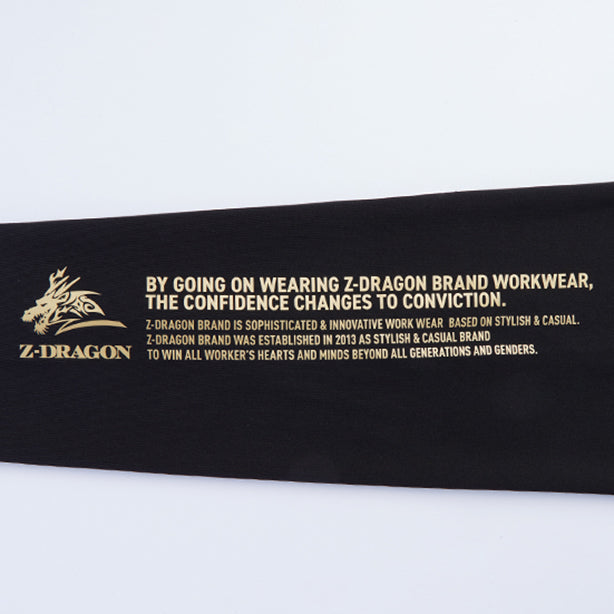 BY GOING ON WEARING Z-DRAGON BRAND WORKWEAR,
THE CONFIDENCE CHANGES TO CONVICTION.
Z-DRAGON BRAND IS SOPHISTICATED & INNOVATIVE WORK WEAR BASED ON STYLISH & CASUAL.
Z-DRAGON BRAND WAS ESTABLISHED IN 2013 AS STYLISH & CASUAL BRAND
TO WIN ALL WORKER'S HEARTS AND MINDS BEYOND ALL GENERATIONS AND GENDERS.
Z-DRAGON